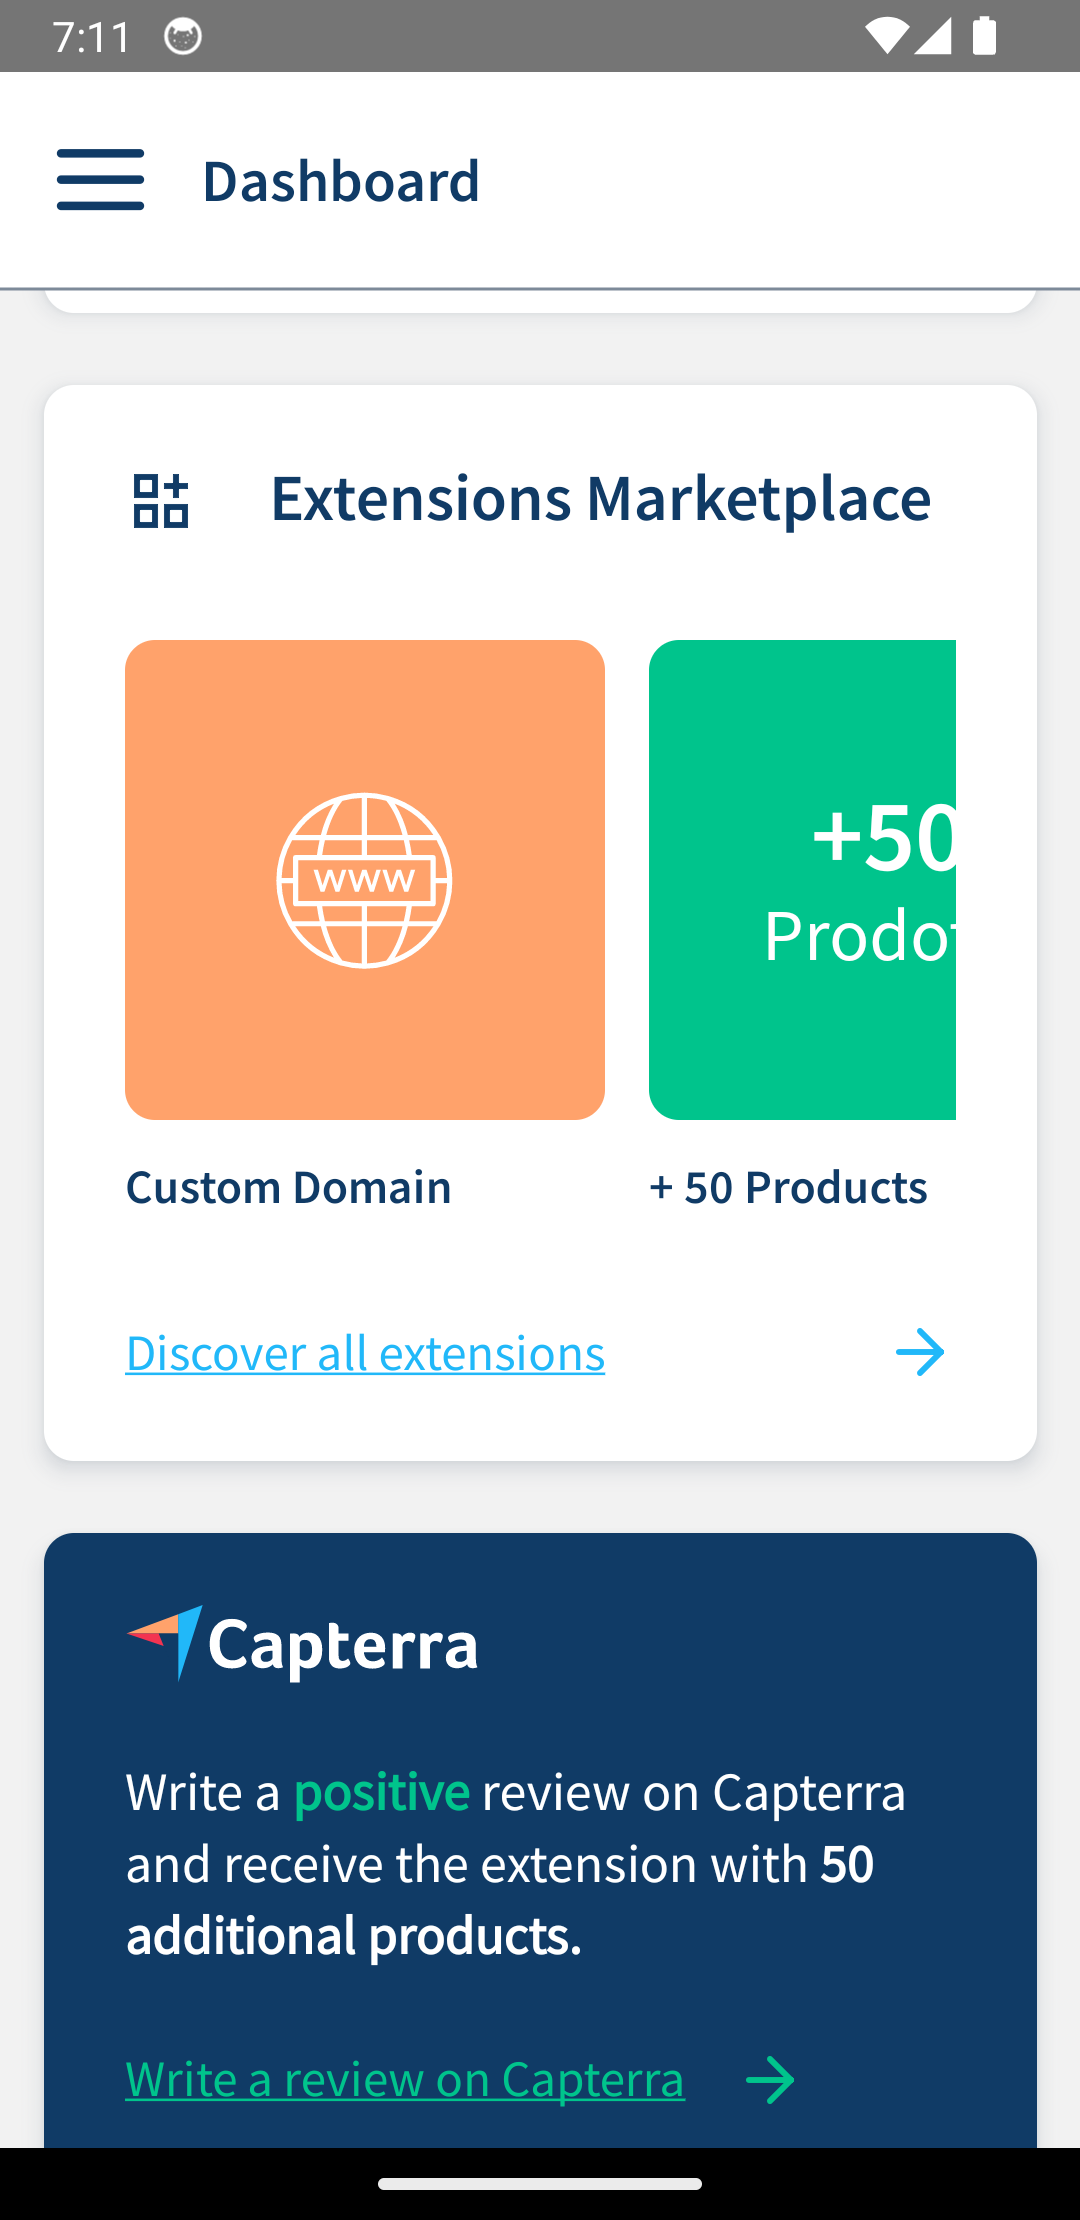 7:11
Dashboard
Extensions Marketplace
www
+50
Custom Domain
+ 50 Products
Discover all extensions
Capterra
Write a positive review on Capterra
and receive the extension with 50
additional products.
Write a review on Capterra